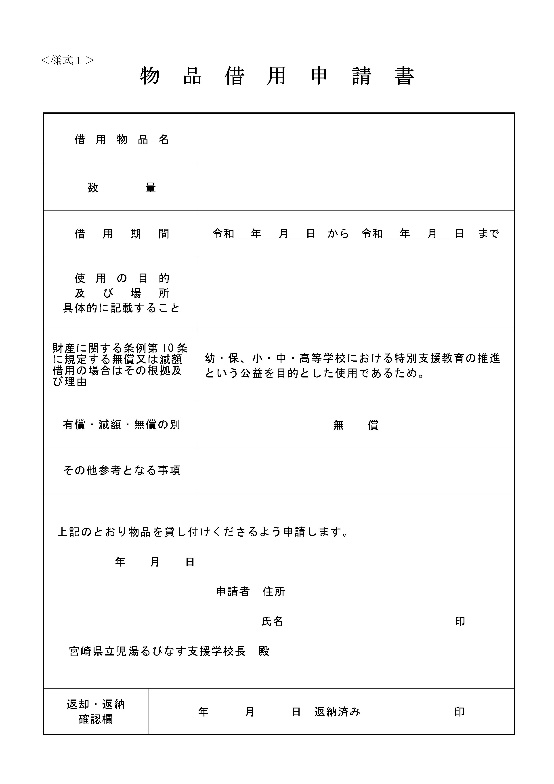 ＜様式１＞
物品借用申請書
借用物品名
数量
借用期間 令和 年 月 日 から 令和 年 月 日 まで
使用の目的
及び場所
具体的に記載すること
財産に関する条例第10条
に規定する無償又は減額
借用の場合はその根拠及
び理由
幼・保、小・中・高等学校における特別支援教育の推進
という公益を目的とした使用であるため。
有償・減額・無償の別 無償
その他参考となる事項
上記のとおり物品を貸し付けくださるよう申請します。
年 月 日
申請者 住所
氏名 印
宮崎県立児湯るぴなす支援学校長 殿
返却・返納
確認欄
年 月 日 返納済み 印